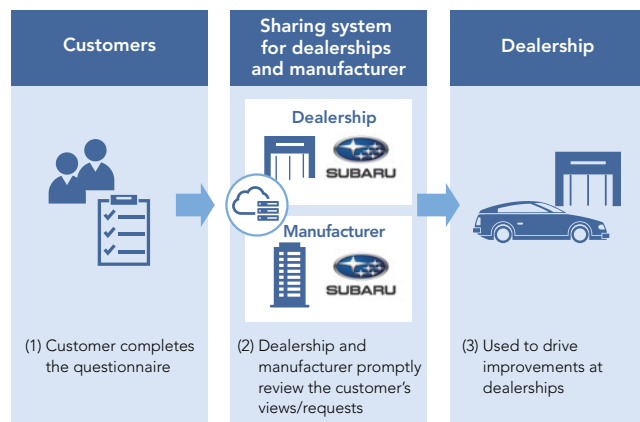 Customers
Sharing system
for dealerships
and manufacturer
Dealership
Dealership
SUBARU
Manufacturer
SUBARU
(1) Customer completes
the questionnaire
(2) Dealership and
manufacturer promptly
review the customer's
views/requests
(3) Used to drive
improvements at
dealerships